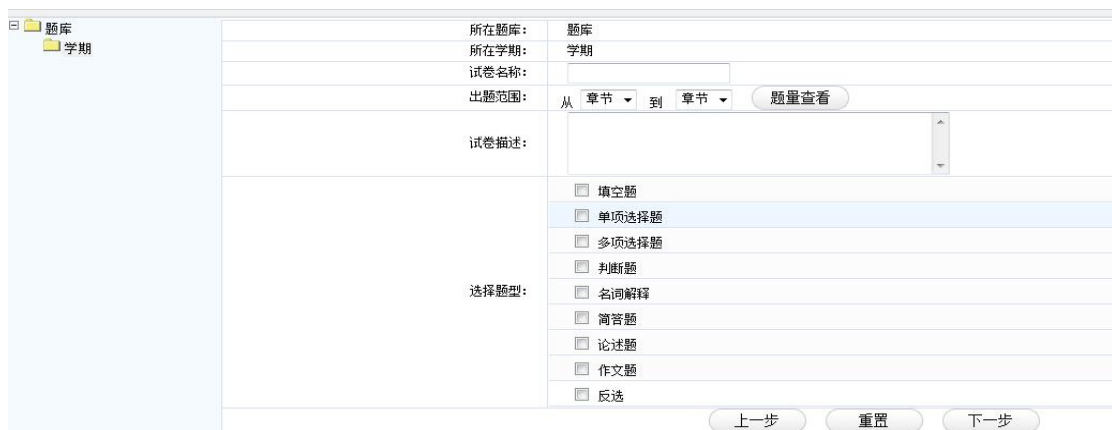 题库
学期
所在题库: 题库
所在学期: 学期
试卷名称:
出题范围: 从 章节 到 章节 题量查看
试卷描述:
选择题型:
填空题
单项选择题
多项选择题
判断题
名词解释
简答题
论述题
作文题
反选
上一步 重置 下一步